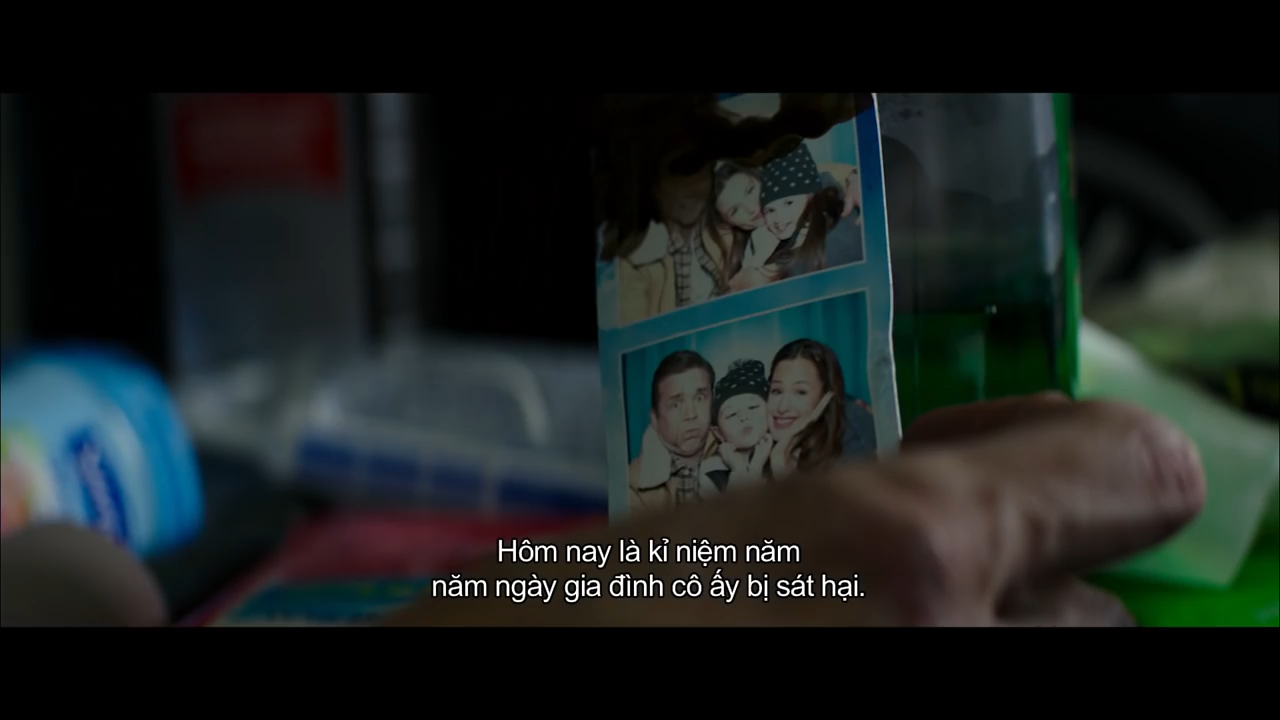 Hôm nay là kỉ niệm năm
năm ngày gia đình cô ấy bị sát hại.